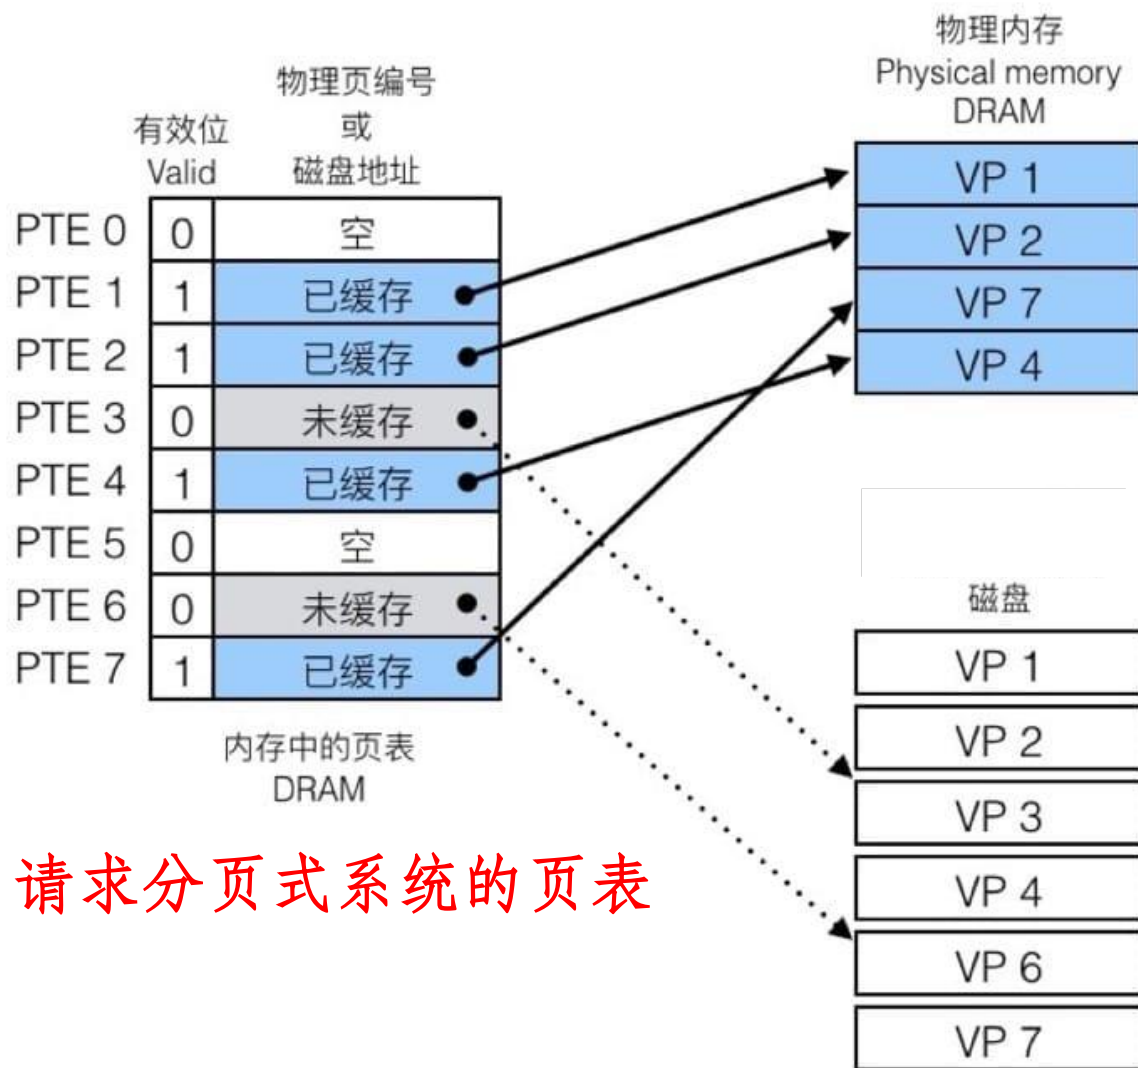 物理内存
Physical memory
DRAM
物理页编号
或
磁盘地址
有效位
Valid
PTE 0 0 空
PTE 1 1 已缓存
PTE 2 1 已缓存
PTE 3 0 未缓存
PTE 4 1 已缓存
PTE 5 0 空
PTE 6 0 未缓存
PTE 7 1 已缓存
内存中的页表
DRAM
VP 1
VP 2
VP 7
VP 4
磁盘
VP 1
VP 2
VP 3
VP 4
VP 6
VP 7
请求分页式系统的页表